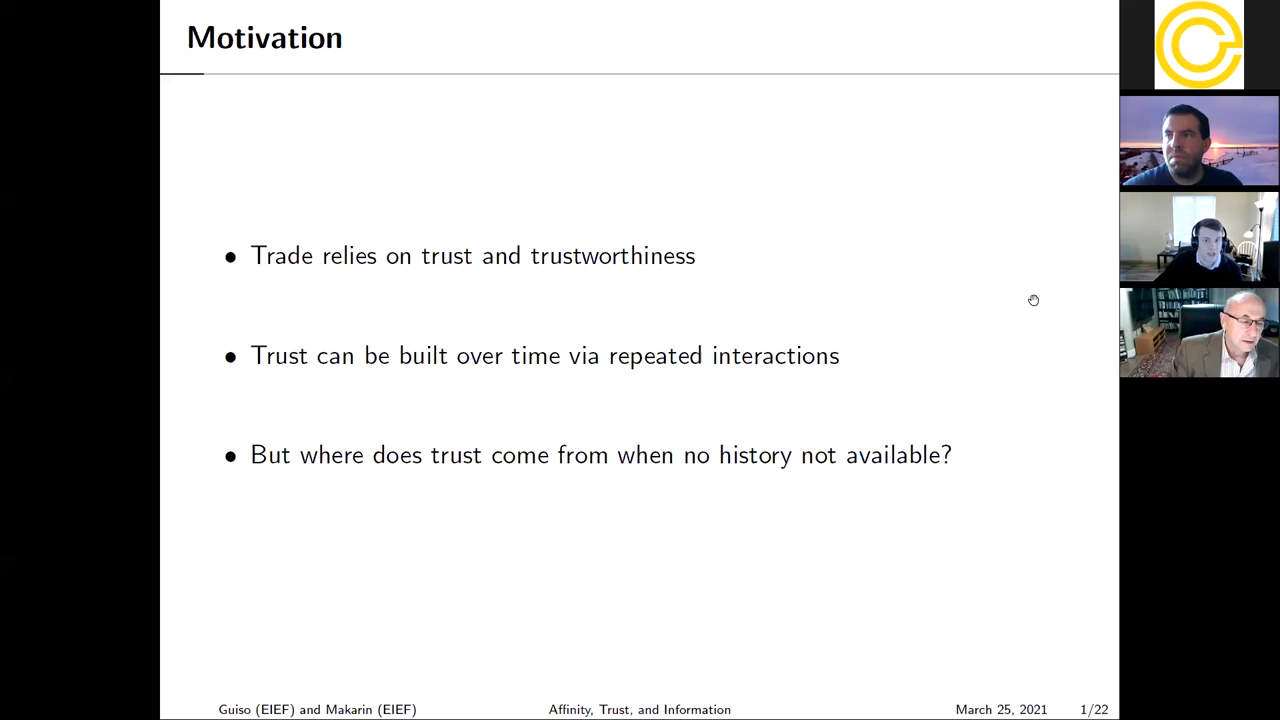 Motivation
• Trade relies on trust and trustworthiness
• Trust can be built over time via repeated interactions
• But where does trust come from when no history not available?
Guiso (EIEF) and Makarin (EIEF) Affinity, Trust, and Information March 25, 2021 1/22